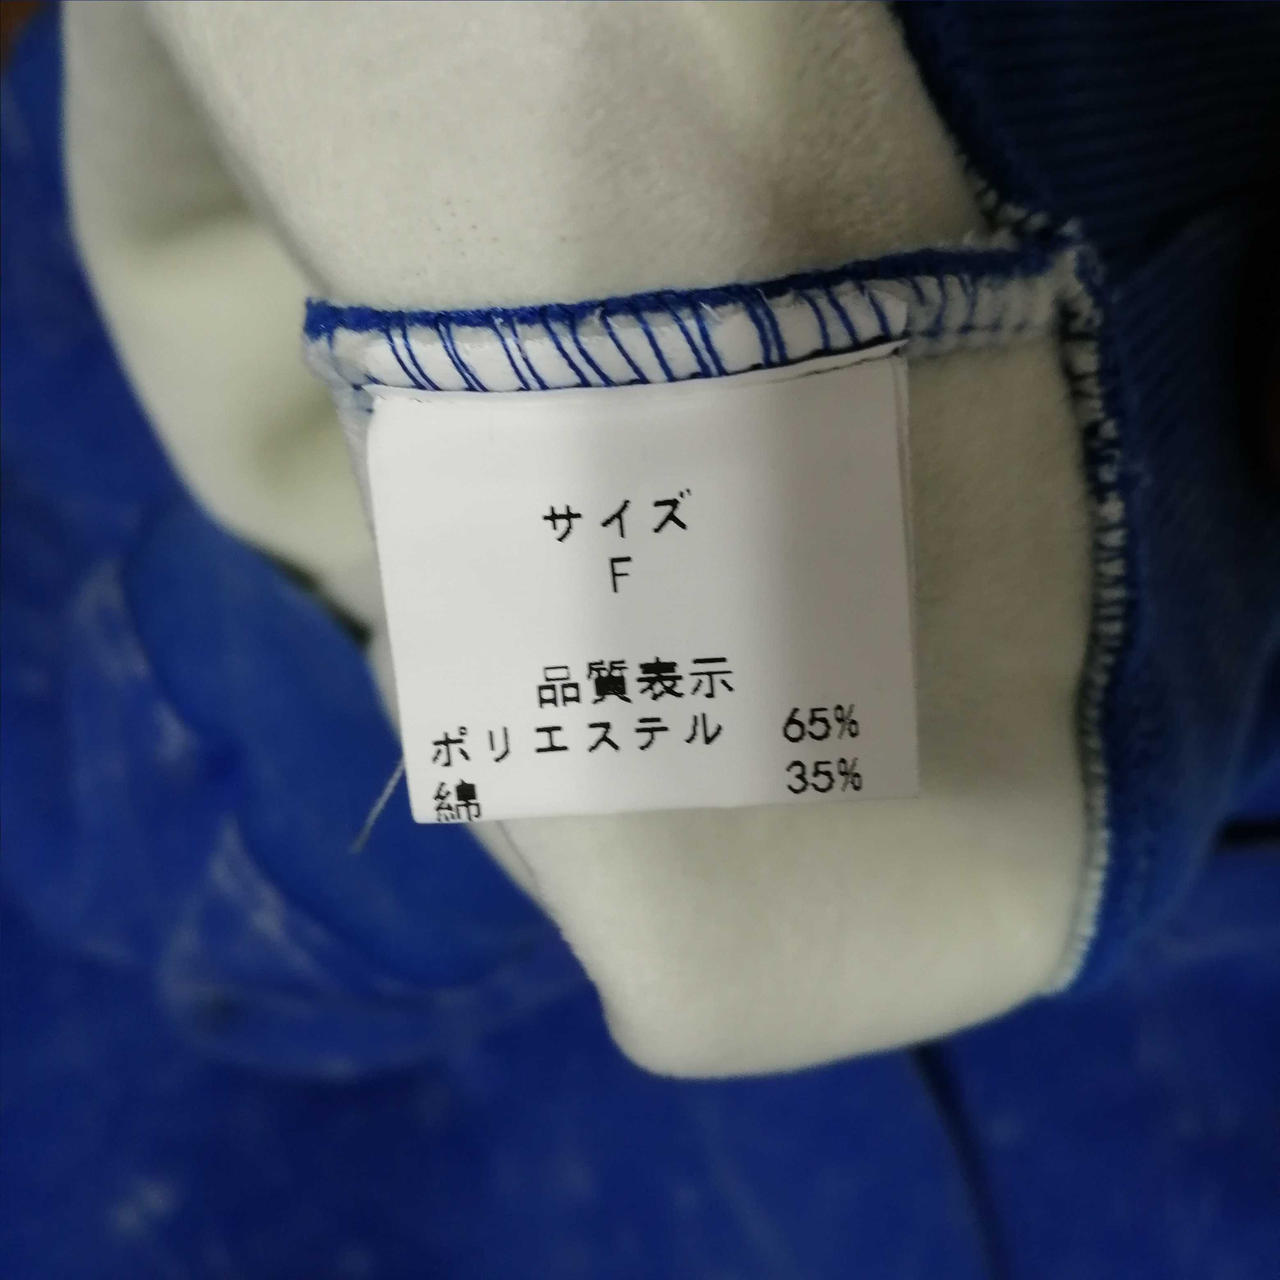 サイズ
F
品質表示
ポリエステル 65%
綿 35%